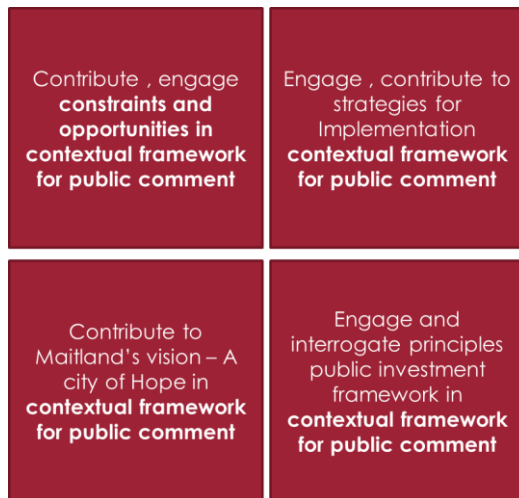 Contribute , engage
constraints and
opportunities in
contextual framework
for public comment
Engage , contribute to
strategies for
Implementation
contextual framework
for public comment
Contribute to
Maitland’s vision – A
city of Hope in
contextual framework
for public comment
Engage and
interrogate principles
public investment
framework in
contextual framework
for public comment